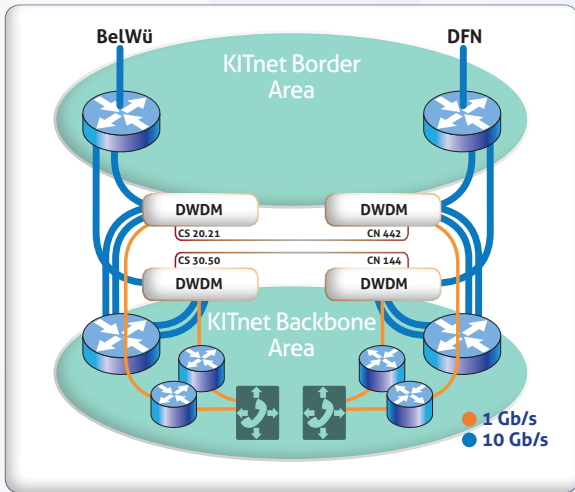 BelWü
DFN
KITnet Border
Area
DWDM
DWDM
CS 20.21
CN 442
CS 30.50
CN 144
DWDM
DWDM
KITnet Backbone
Area
1 Gb/s
10 Gb/s